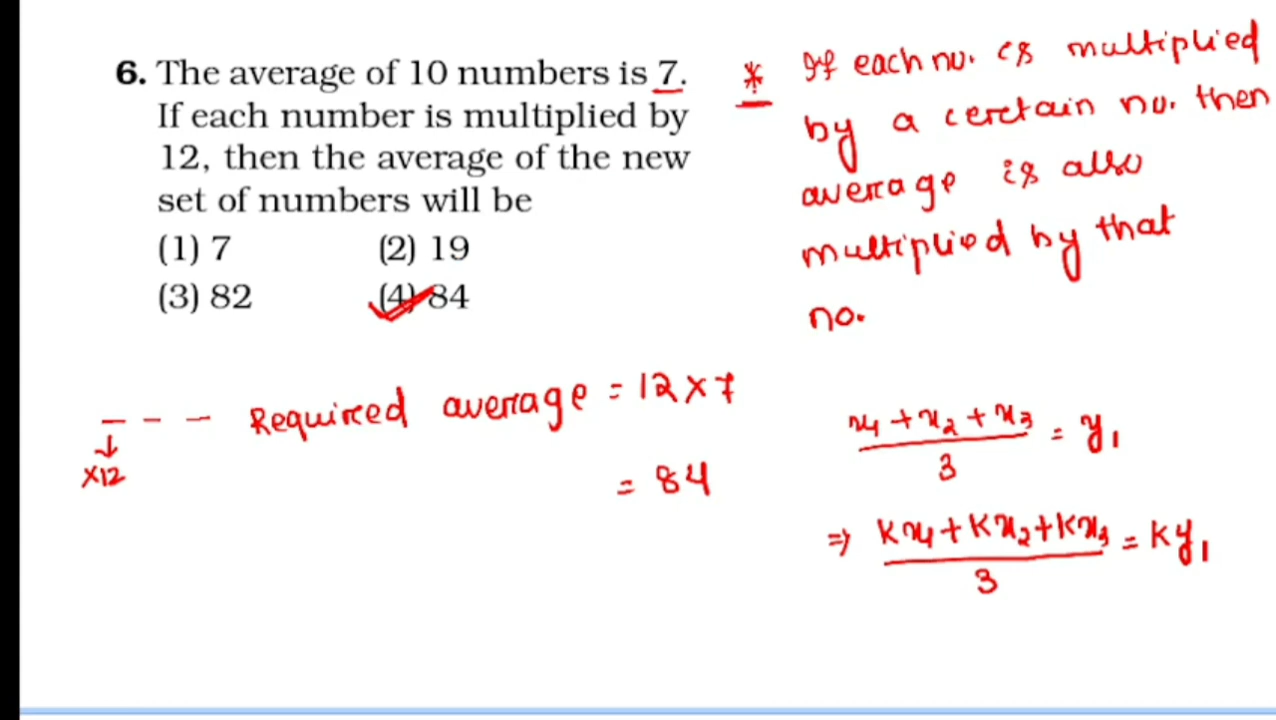 6. The average of 10 numbers is 7.
If each number is multiplied by
12, then the average of the new
set of numbers will be
(1) 7 (2) 19
(3) 82 (4) 84
* If each no. is multiplied
by a certain no. then
average is also
multiplied by that
no.
Required average = 12 × 7
×12
= 84
x₁ + x₂ + x₃ = y₁
3
⇒ Kx₁ + Kx₂ + Kx₃ = Ky₁
3